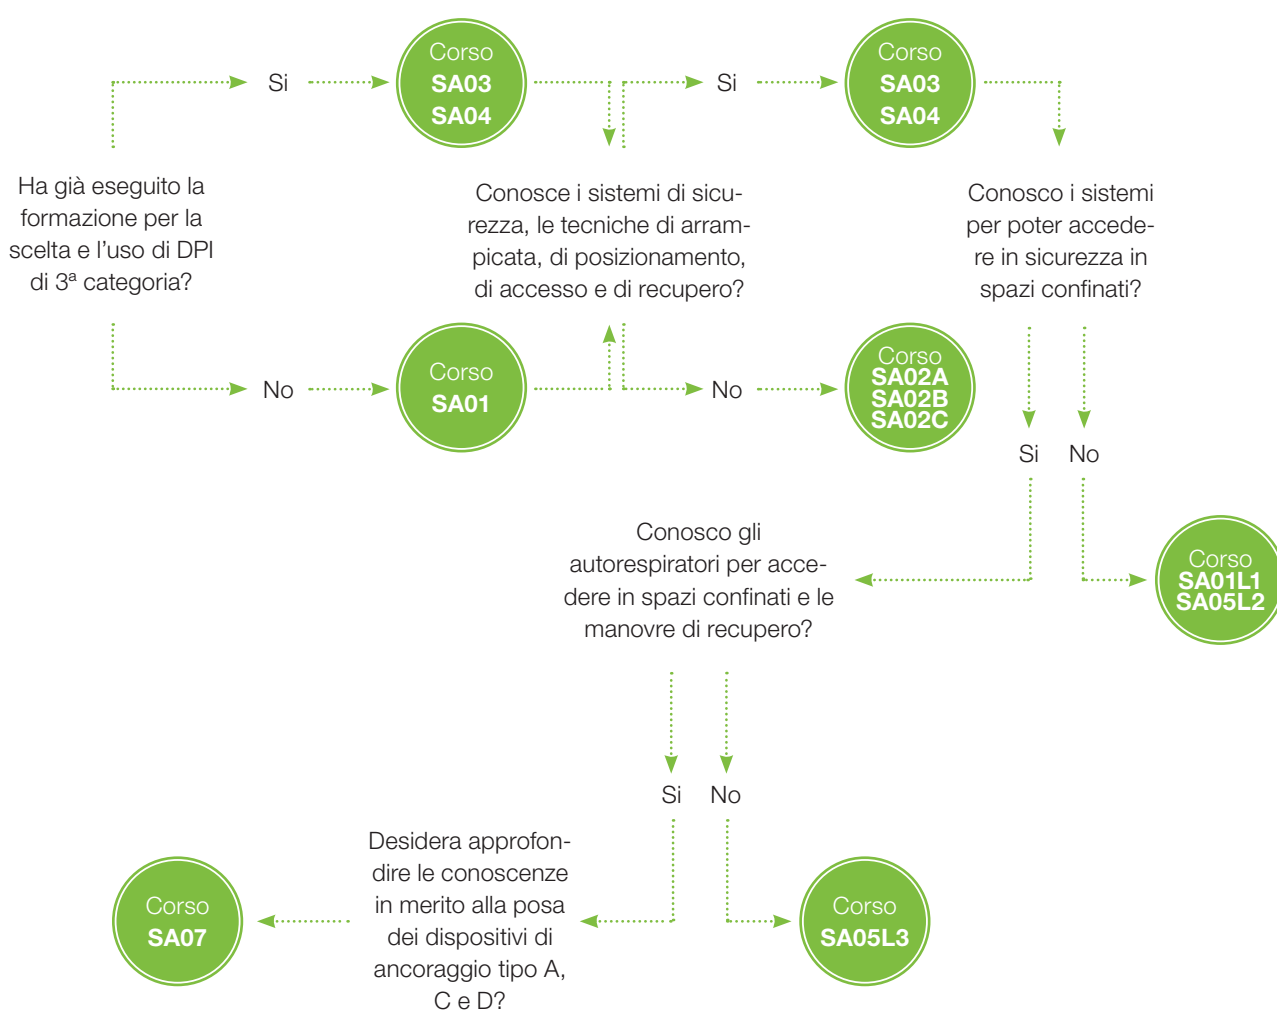 Si
Corso
SA03
SA04
Si
Corso
SA03
SA04
Ha già eseguito la
formazione per la
scelta e l'uso di DPI
di 3ª categoria?
Conosce i sistemi di sicu-
rezza, le tecniche di arram-
picata, di posizionamento,
di accesso e di recupero?
Conosco i sistemi
per poter accede-
re in sicurezza in
spazi confinati?
No
Corso
SA01
No
Corso
SA02A
SA02B
SA02C
Si
No
Conosco gli
autorespiratori per acce-
dere in spazi confinati e le
manovre di recupero?
Corso
SA01L1
SA05L2
Si
No
Desidera approfon-
dire le conoscenze
in merito alla posa
dei dispositivi di
ancoraggio tipo A,
C e D?
Corso
SA07
Corso
SA05L3